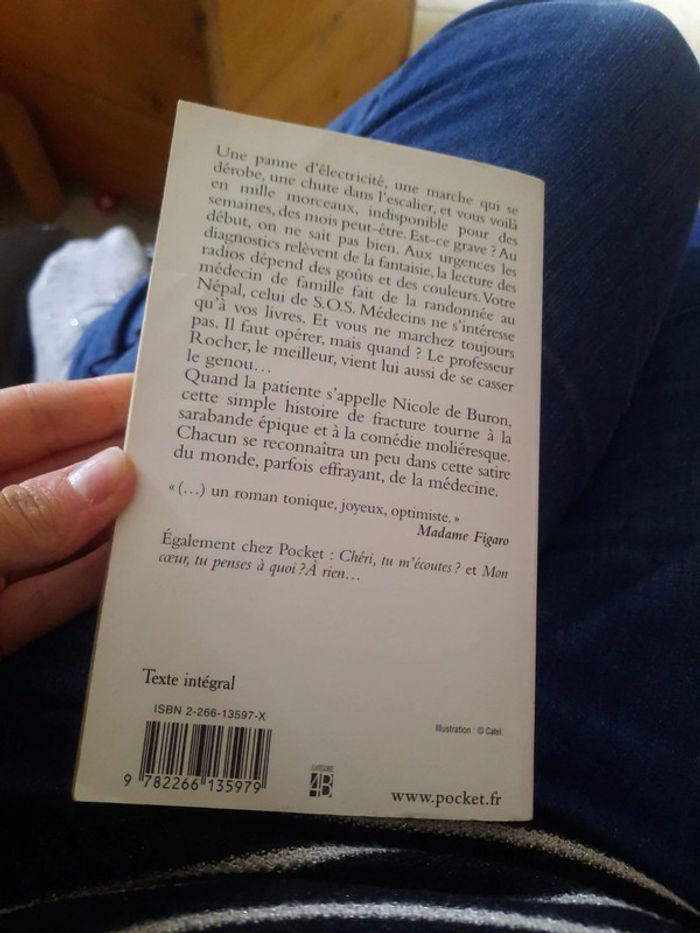 Une panne d'électricité, une marche qui se
dérobe, une chute dans l'escalier, et vous voilà
en mille morceaux, indisponible pour des
semaines, des mois peut-être. Est-ce grave ? Au
début, on ne sait pas bien. Aux urgences les
diagnostics relèvent de la fantaisie, la lecture des
radios dépend des goûts et des couleurs. Votre
médecin de famille fait de la randonnée au
Népal, celui de S.O.S. Médecins ne s'intéresse
qu'à vos livres. Et vous ne marchez toujours
pas. Il faut opérer, mais quand ? Le professeur
Rocher, le meilleur, vient lui aussi de se casser
le genou…
Quand la patiente s'appelle Nicole de Buron,
cette simple histoire de fracture tourne à la
sarabande épique et à la comédie moliéresque.
Chacun se reconnaîtra un peu dans cette satire
du monde, parfois effrayant, de la médecine.
« (…) un roman tonique, joyeux, optimiste. »
Madame Figaro
Également chez Pocket : Chéri, tu m'écoutes ? et Mon
cœur, tu penses à quoi ? À rien…
Texte intégral
ISBN 2-266-13597-X
Illustration : © Catel.
9 782266 135979
CATÉGORIE
4B
www.pocket.fr